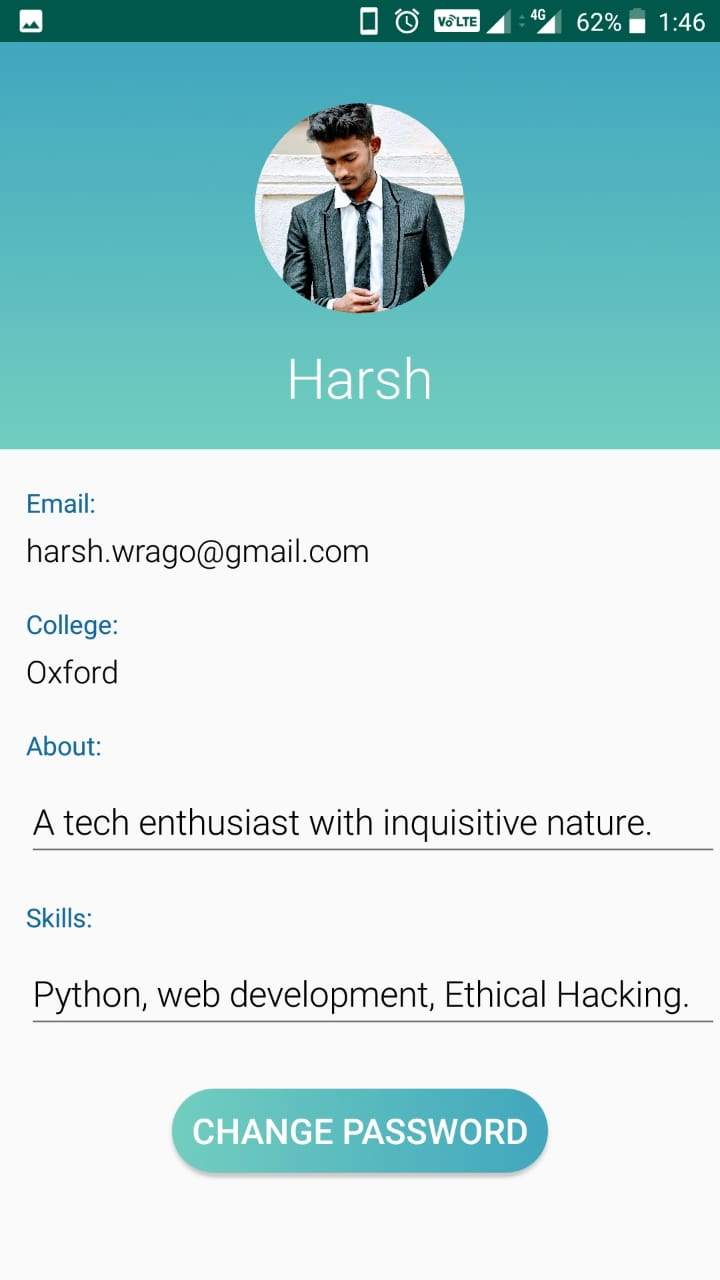 VoLTE 4G 62% 1:46
Harsh
Email:
harsh.wrago@gmail.com
College:
Oxford
About:
A tech enthusiast with inquisitive nature.
Skills:
Python, web development, Ethical Hacking.
CHANGE PASSWORD